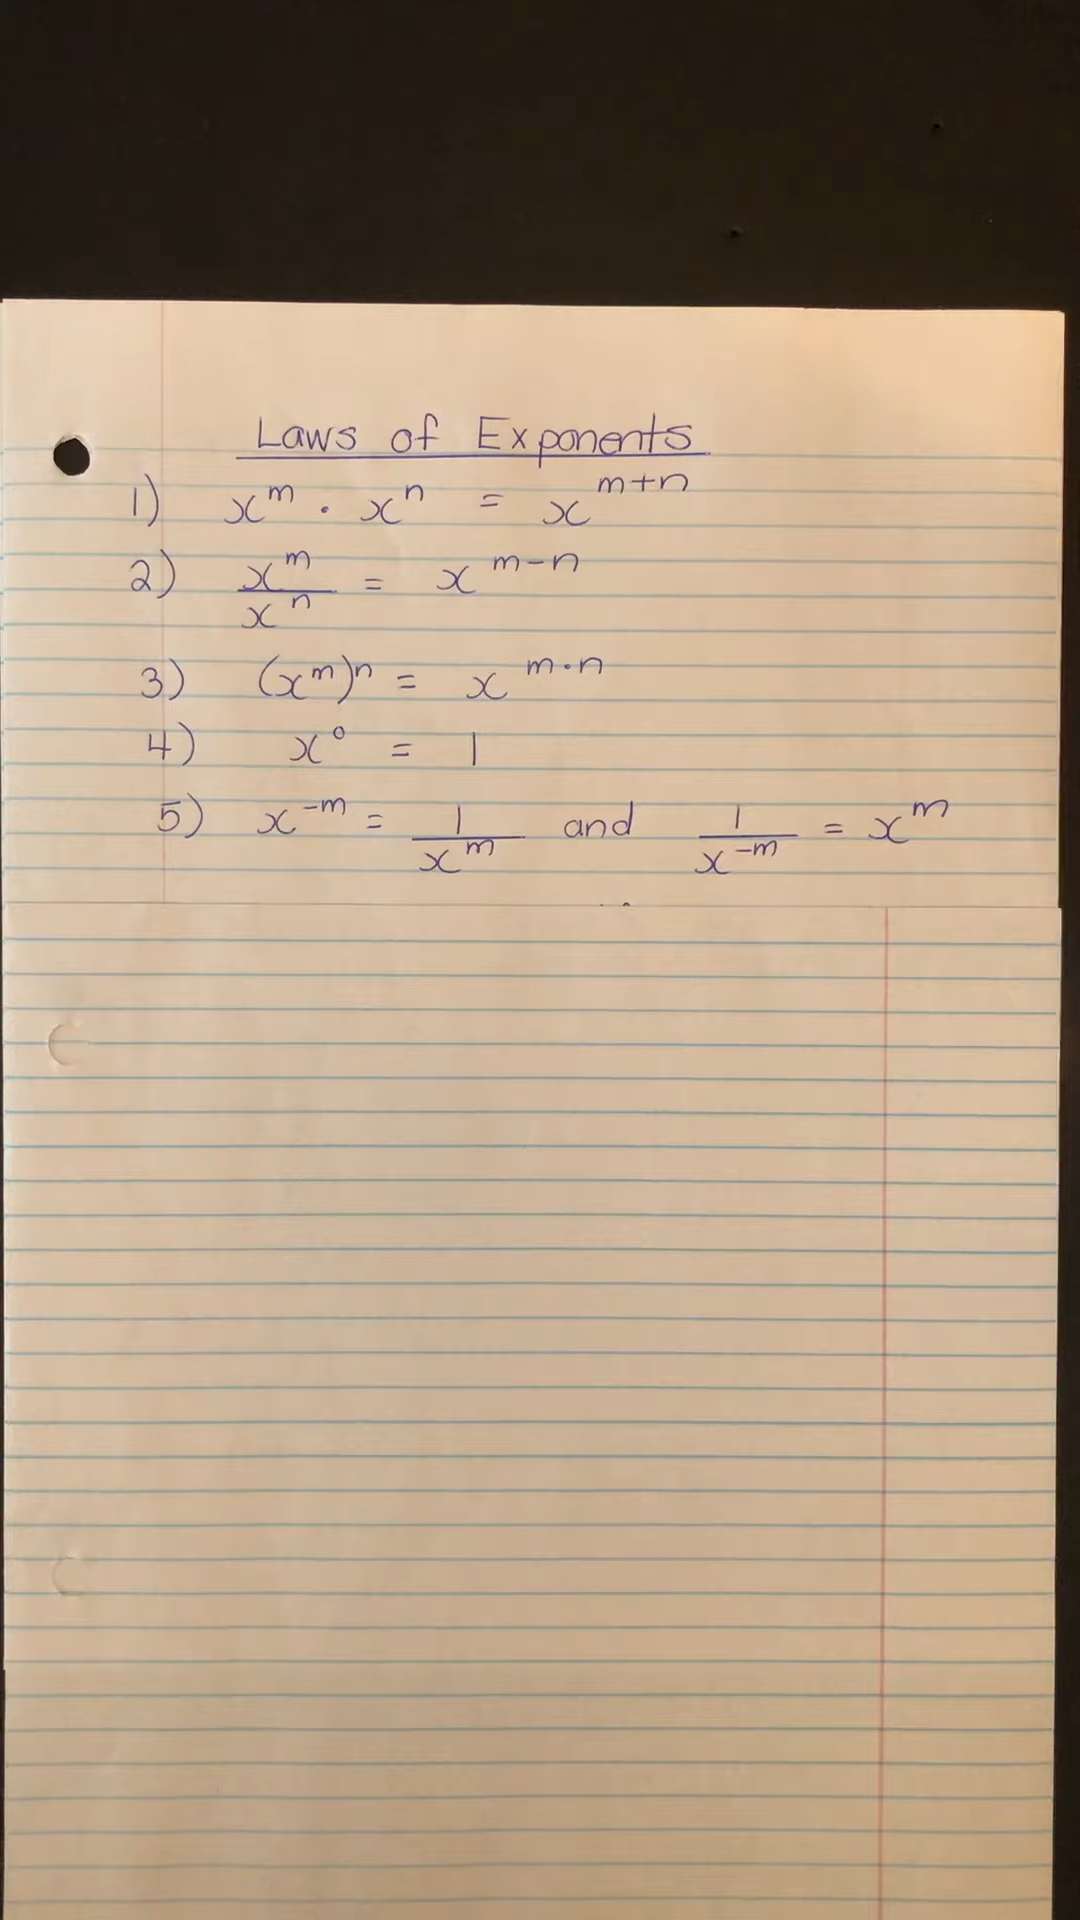 Laws of Exponents
1) x^m · x^n = x^(m+n)
2) x^m / x^n = x^(m-n)
3) (x^m)^n = x^(m·n)
4) x^0 = 1
5) x^(-m) = 1 / x^m and 1 / x^(-m) = x^m